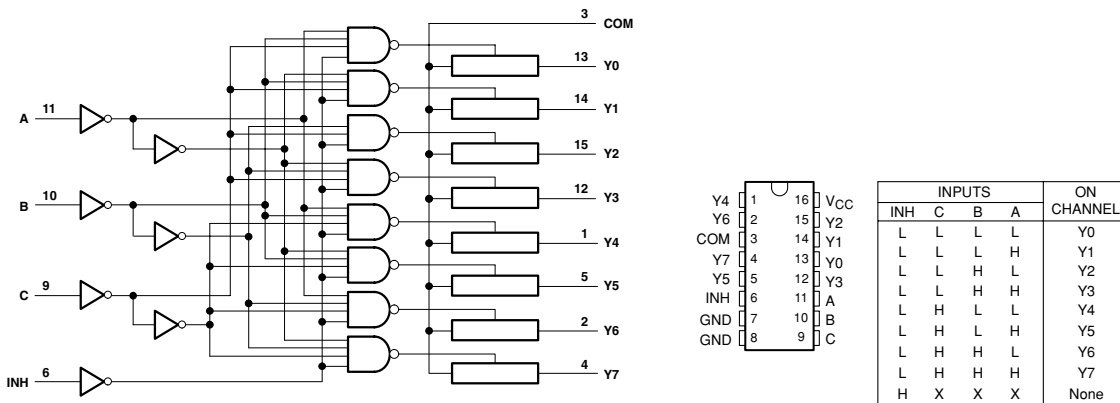 3 COM
13 Y0
14 Y1
15 Y2
12 Y3
1 Y4
5 Y5
2 Y6
4 Y7
A 11
B 10
C 9
INH 6
Y4 1 16 VCC
Y6 2 15 Y2
COM 3 14 Y1
Y7 4 13 Y0
Y5 5 12 Y3
INH 6 11 A
GND 7 10 B
GND 8 9 C
INPUTS ON CHANNEL
INH C B A
L L L L Y0
L L L H Y1
L L H L Y2
L L H H Y3
L H L L Y4
L H L H Y5
L H H L Y6
L H H H Y7
H X X X None